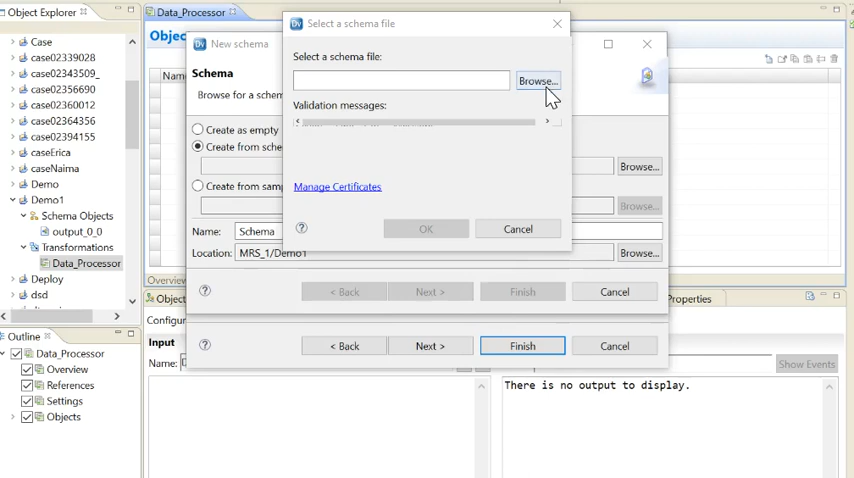 Object Explorer
Case
case02339028
case02343509_
case02356690
case02360012
case02364356
case02394155
caseErica
caseNaima
Demo
Demo1
Schema Objects
output_0_0
Transformations
Data_Processor
Deploy
dsd
Outline
Data_Processor
Overview
References
Settings
Objects
Data_Processor
Objec
Nam
Overview
Dv New schema
Schema
Browse for a schem
Create as empty
Create from sche
Browse...
Create from samp
Browse...
Name: Schema
Location: MRS_1/Demo1
Browse...
< Back
Next >
Finish
Cancel
Dv Select a schema file
Select a schema file:
Browse...
Validation messages:
Manage Certificates
OK
Cancel
< Back
Next >
Finish
Cancel
Object
Properties
Configur
Input
Name:
Show Events
There is no output to display.